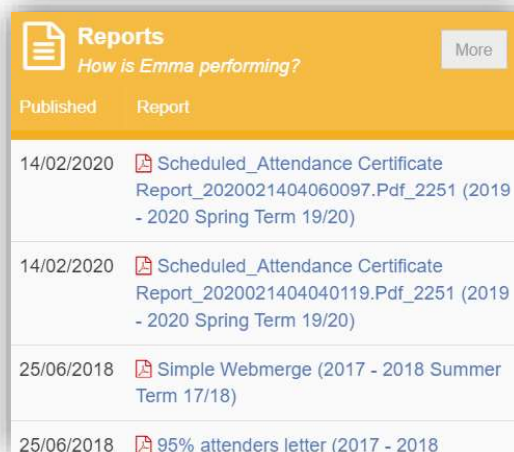 Reports
How is Emma performing?
More
Published Report
14/02/2020 Scheduled_Attendance Certificate
Report_2020021404060097.Pdf_2251 (2019
- 2020 Spring Term 19/20)
14/02/2020 Scheduled_Attendance Certificate
Report_2020021404040119.Pdf_2251 (2019
- 2020 Spring Term 19/20)
25/06/2018 Simple Webmerge (2017 - 2018 Summer
Term 17/18)
25/06/2018 95% attenders letter (2017 - 2018